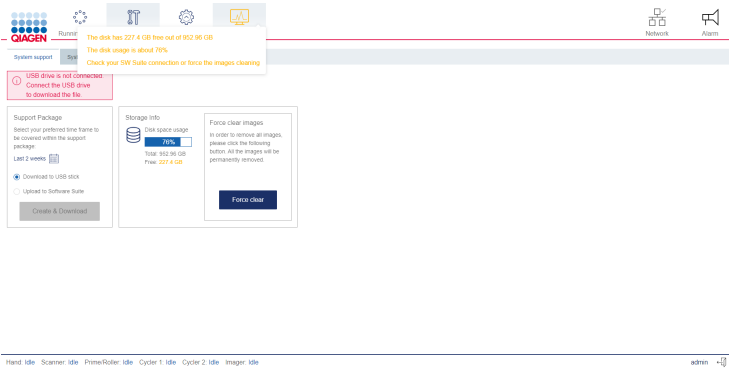 QIAGEN
Runni
The disk has 227.4 GB free out of 952.96 GB
The disk usage is about 76%
Check your SW Suite connection or force the images clearing
Network
Alarm
System support
Sys
USB drive is not connected.
Connect the USB drive
to download the file.
Support Package
Select your preferred time frame to
be covered within the support
package:
Last 2 weeks
Download to USB stick
Upload to Software Suite
Create & Download
Storage Info
Disk space usage
76%
Total: 952,96 GB
Free: 227.4 GB
Force clear images
In order to remove all images,
please click the following
button. All the images will be
permanently removed.
Force clear
Hand: Idle Scanner: Idle Prime/Roller: Idle Cycler 1: Idle Cycler 2: Idle Imager: Idle
admin